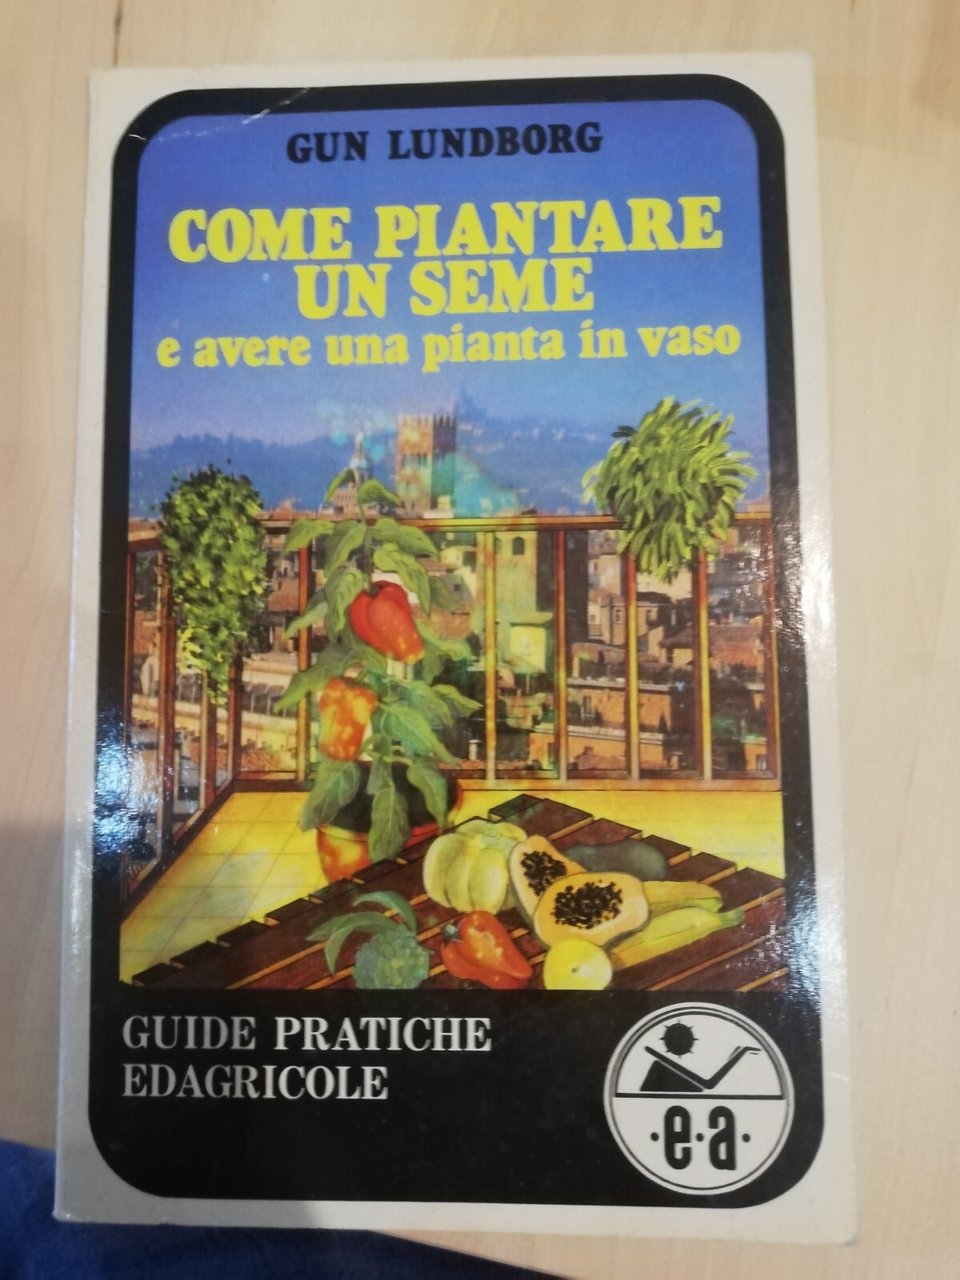 GUN LUNDBORG
COME PIANTARE
UN SEME
e avere una pianta in vaso
GUIDE PRATICHE
EDAGRICOLE
·e·a·